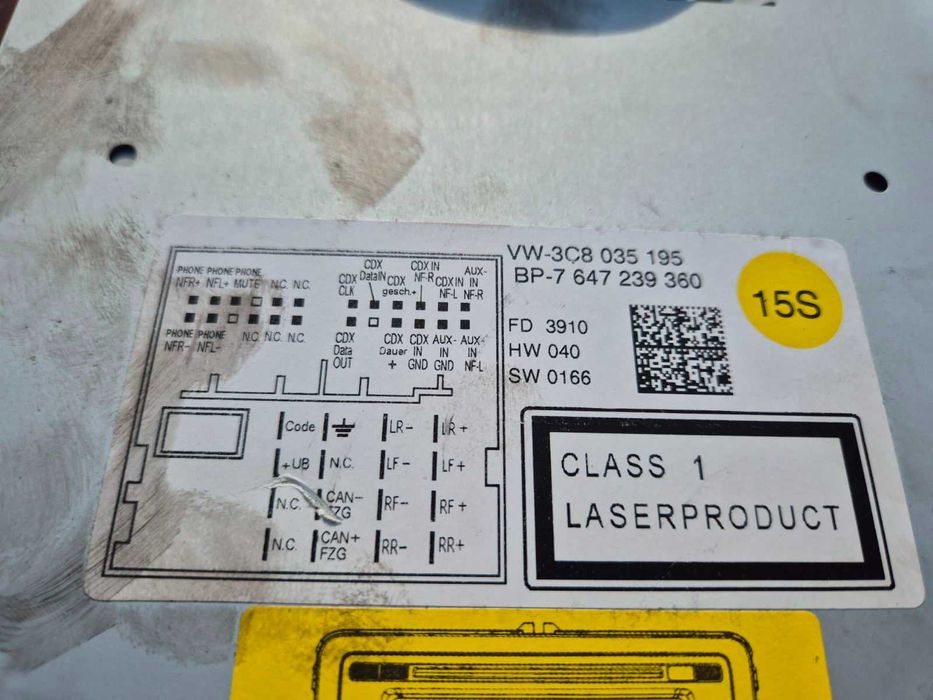 VW-3C8 035 195
BP-7 647 239 360
15S
FD 3910
HW 040
SW 0166
PHONE PHONE PHONE
NFR+ NFL+ MUTE N.C. N.C.
PHONE PHONE N.C. N.C. N.C.
NFR- NFL-
CDX CDX CDX CDX IN CDX IN AUX-
CLK DataIN gesch.+ NF-R NF-L IN
NF-R
CDX CDX CDX AUX- AUX-
Data Dauer IN IN IN
OUT + GND GND NF-L
Code LR- LR+
+UB N.C. LF- LF+
N.C. CAN- RF- RF+
FZG
N.C. CAN+ RR- RR+
FZG
CLASS 1
LASERPRODUCT